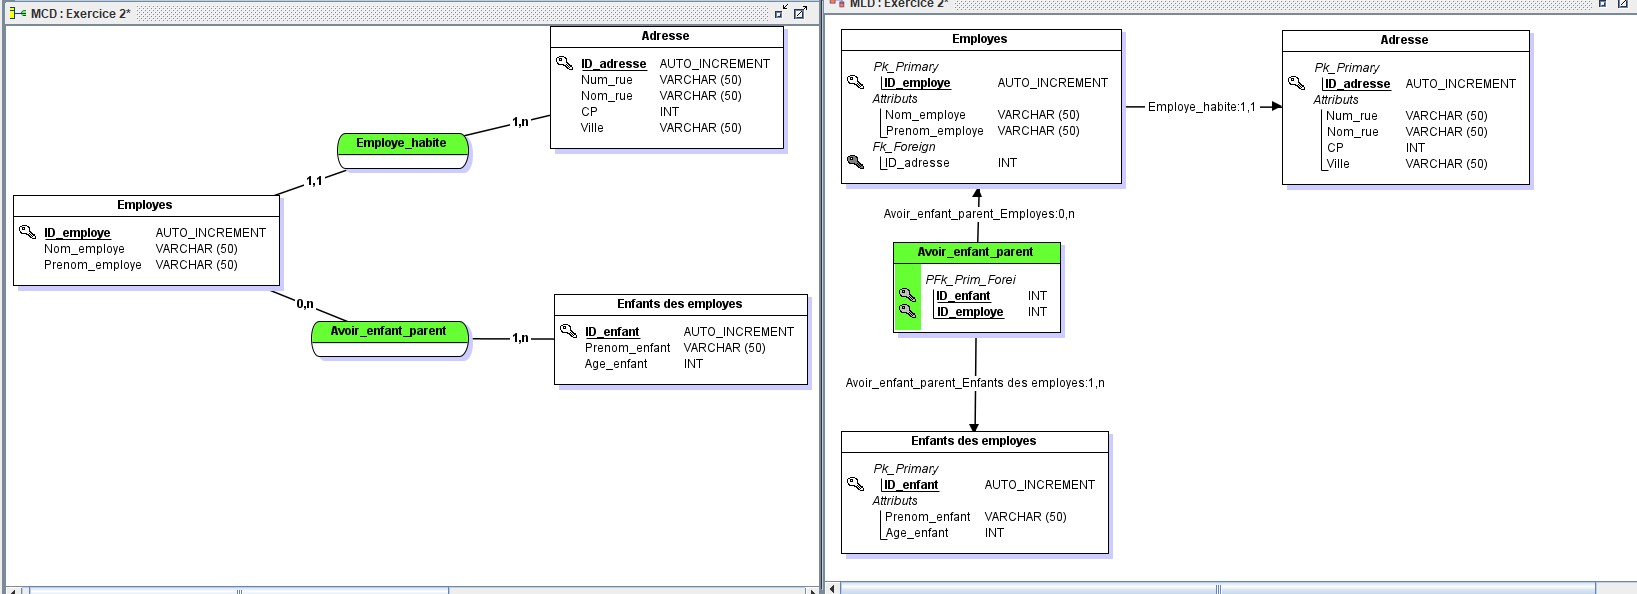 MCD : Exercice 2*
Adresse
ID_adresse AUTO_INCREMENT
Num_rue VARCHAR (50)
Nom_rue VARCHAR (50)
CP INT
Ville VARCHAR (50)
1,n
Employe_habite
1,1
Employes
ID_employe AUTO_INCREMENT
Nom_employe VARCHAR (50)
Prenom_employe VARCHAR (50)
0,n
Avoir_enfant_parent
1,n
Enfants des employes
ID_enfant AUTO_INCREMENT
Prenom_enfant VARCHAR (50)
Age_enfant INT
MLD : Exercice 2*
Employes
Pk_Primary
ID_employe AUTO_INCREMENT
Attributs
Nom_employe VARCHAR (50)
Prenom_employe VARCHAR (50)
Fk_Foreign
ID_adresse INT
Employe_habite:1,1
Adresse
Pk_Primary
ID_adresse AUTO_INCREMENT
Attributs
Num_rue VARCHAR (50)
Nom_rue VARCHAR (50)
CP INT
Ville VARCHAR (50)
Avoir_enfant_parent_Employes:0,n
Avoir_enfant_parent
PFk_Prim_Forei
ID_enfant INT
ID_employe INT
Avoir_enfant_parent_Enfants des employes:1,n
Enfants des employes
Pk_Primary
ID_enfant AUTO_INCREMENT
Attributs
Prenom_enfant VARCHAR (50)
Age_enfant INT